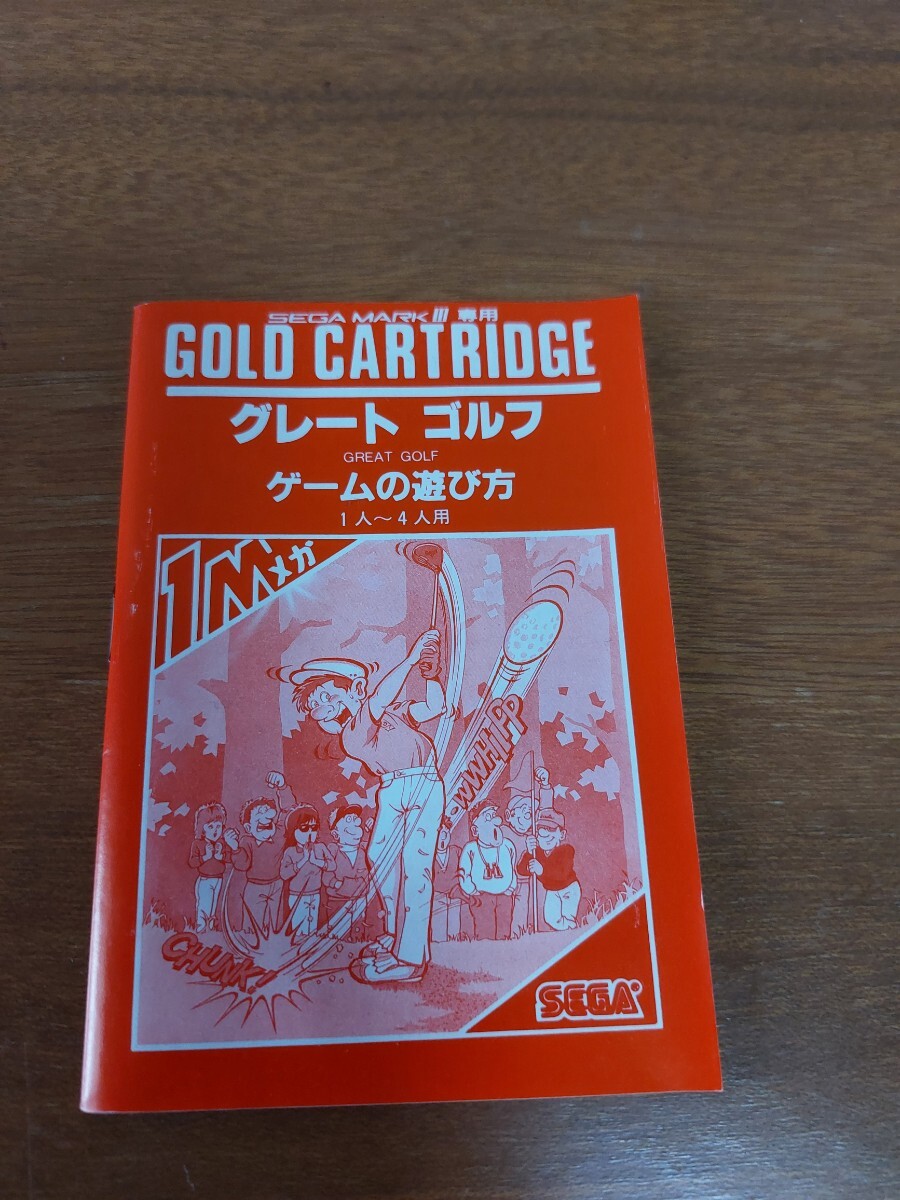 SEGA MARK III 専用
GOLD CARTRIDGE
グレート ゴルフ
GREAT GOLF
ゲームの遊び方
1人〜4人用
1Mメガ
WWHIPP
CHUNK!
SEGA®